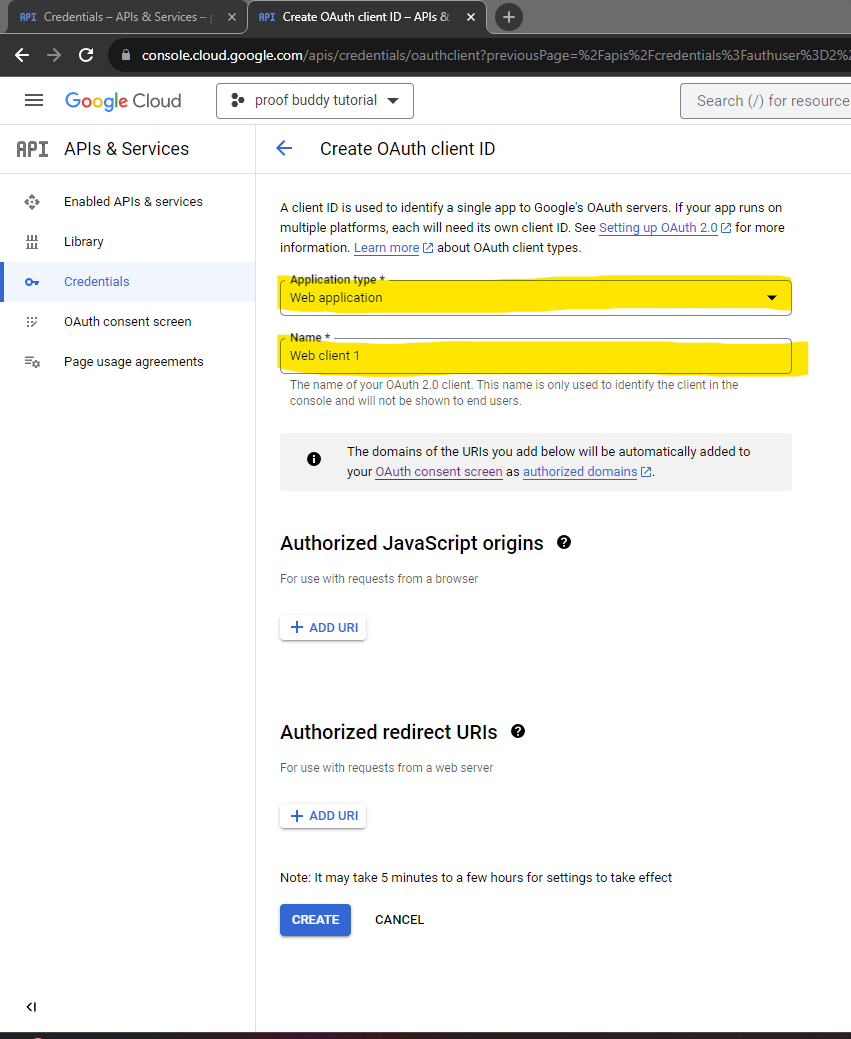 API Credentials – APIs & Services – p
API Create OAuth client ID – APIs &
console.cloud.google.com/apis/credentials/oauthclient?previousPage=%2Fapis%2Fcredentials%3Fauthuser%3D2%2
Google Cloud
proof buddy tutorial
Search (/) for resource
API APIs & Services
Create OAuth client ID
Enabled APIs & services
Library
Credentials
OAuth consent screen
Page usage agreements
A client ID is used to identify a single app to Google's OAuth servers. If your app runs on
multiple platforms, each will need its own client ID. See Setting up OAuth 2.0 for more
information. Learn more about OAuth client types.
Application type *
Web application
Name *
Web client 1
The name of your OAuth 2.0 client. This name is only used to identify the client in the
console and will not be shown to end users.
The domains of the URIs you add below will be automatically added to
your OAuth consent screen as authorized domains.
Authorized JavaScript origins
For use with requests from a browser
+ ADD URI
Authorized redirect URIs
For use with requests from a web server
+ ADD URI
Note: It may take 5 minutes to a few hours for settings to take effect
CREATE
CANCEL